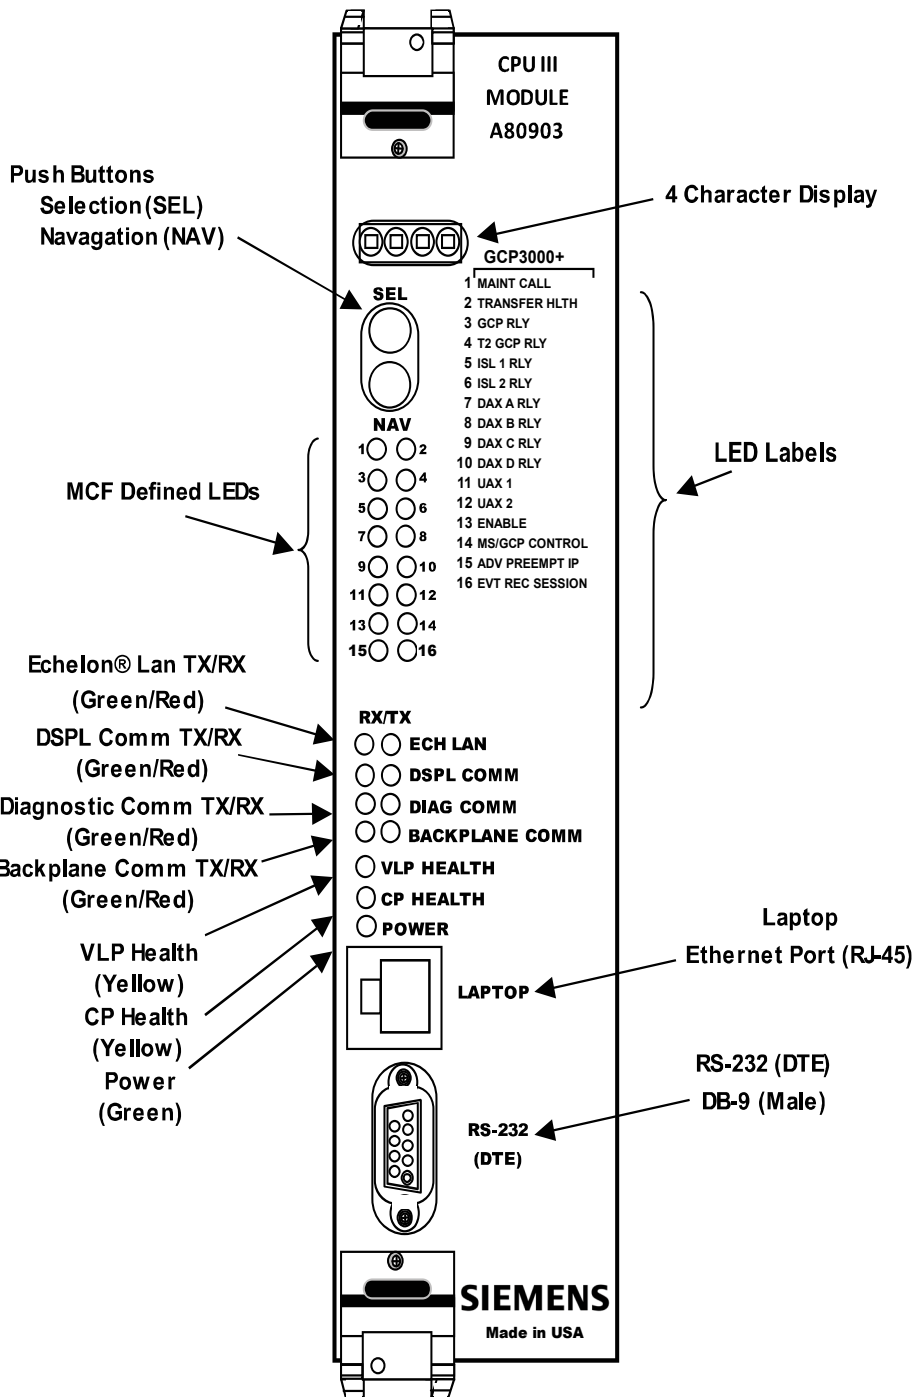 CPU III
MODULE
A80903
Push Buttons
Selection (SEL)
Navagation (NAV)
4 Character Display
GCP3000+
1 MAINT CALL
2 TRANSFER HLTH
3 GCP RLY
4 T2 GCP RLY
5 ISL 1 RLY
6 ISL 2 RLY
7 DAX A RLY
8 DAX B RLY
9 DAX C RLY
10 DAX D RLY
11 UAX 1
12 UAX 2
13 ENABLE
14 MS/GCP CONTROL
15 ADV PREEMPT IP
16 EVT REC SESSION
LED Labels
SEL
NAV
MCF Defined LEDs
1 2
3 4
5 6
7 8
9 10
11 12
13 14
15 16
Echelon® Lan TX/RX
(Green/Red)
DSPL Comm TX/RX
(Green/Red)
Diagnostic Comm TX/RX
(Green/Red)
Backplane Comm TX/RX
(Green/Red)
VLP Health
(Yellow)
CP Health
(Yellow)
Power
(Green)
RX/TX
ECH LAN
DSPL COMM
DIAG COMM
BACKPLANE COMM
VLP HEALTH
CP HEALTH
POWER
LAPTOP
Laptop
Ethernet Port (RJ-45)
RS-232
(DTE)
RS-232 (DTE)
DB-9 (Male)
SIEMENS
Made in USA